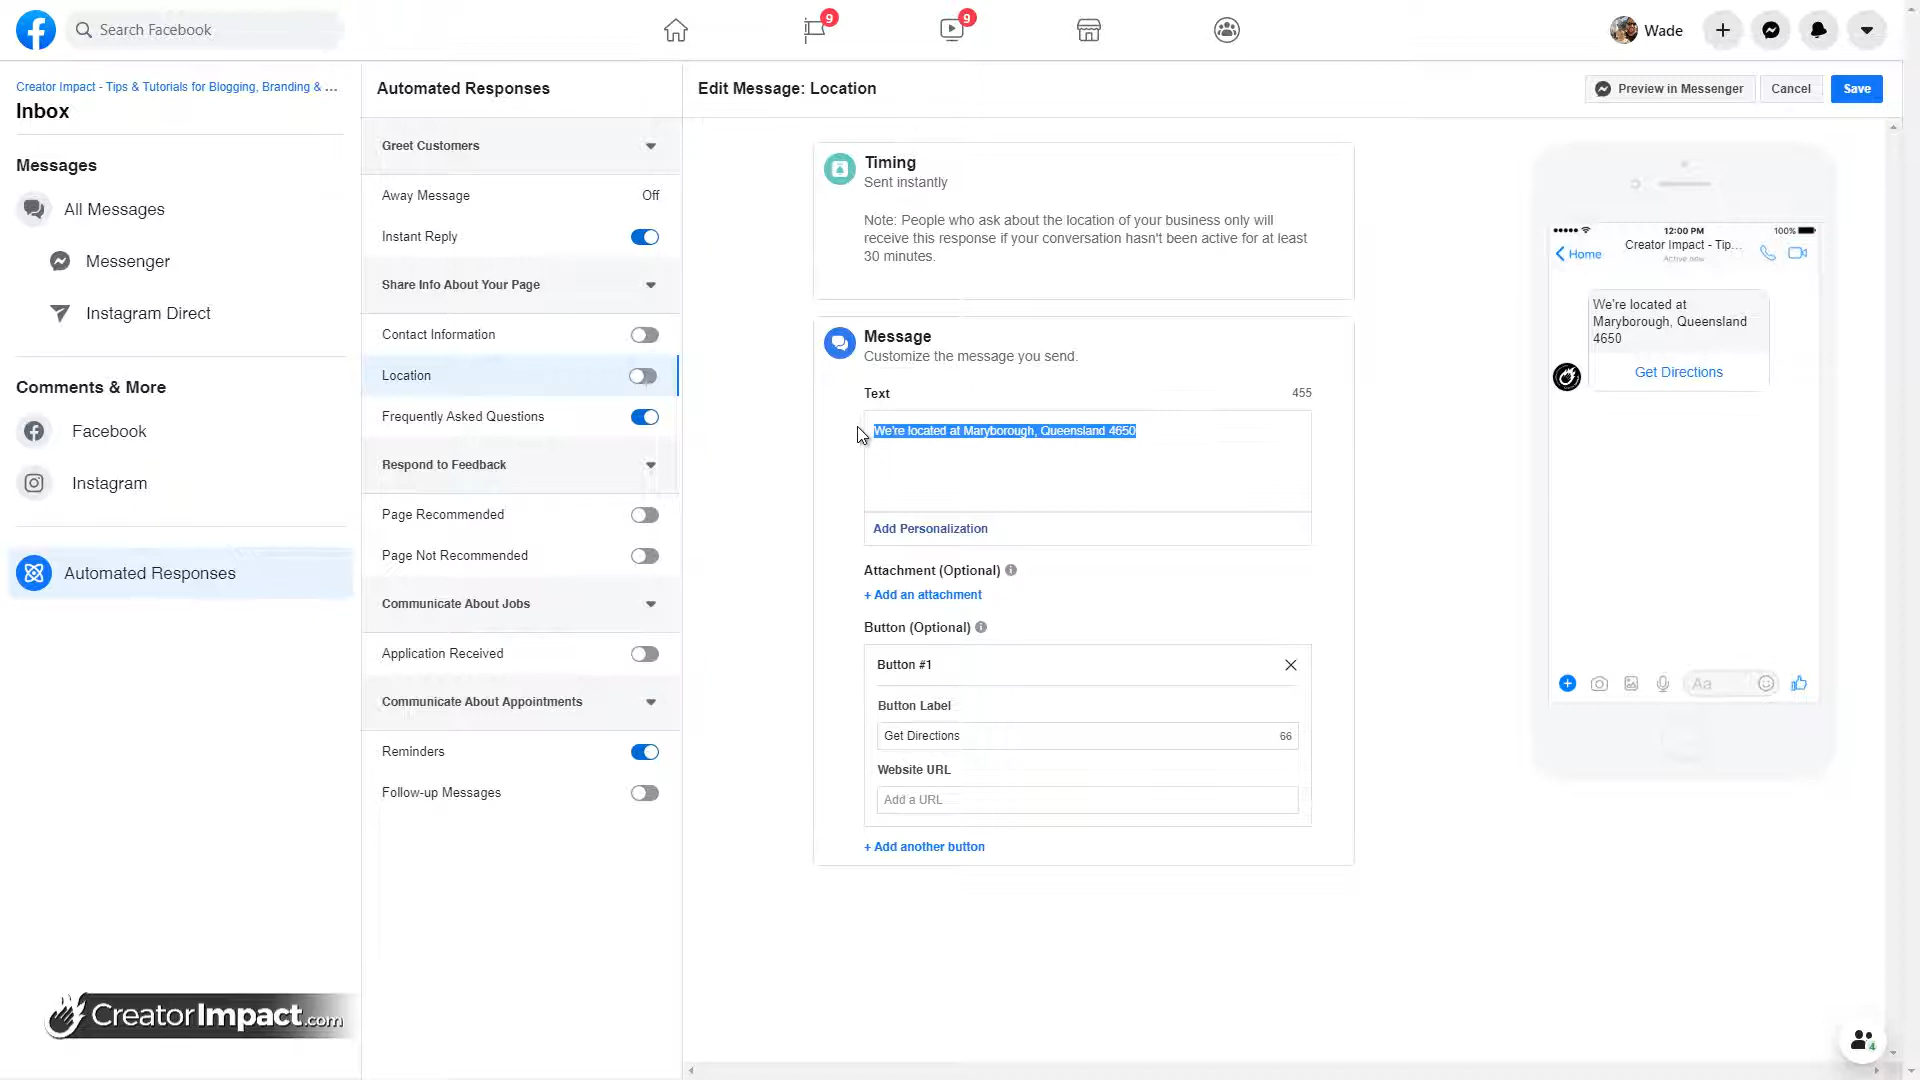 Search Facebook
9
9
Wade
Creator Impact - Tips & Tutorials for Blogging, Branding & ...
Inbox
Messages
All Messages
Messenger
Instagram Direct
Comments & More
Facebook
Instagram
Automated Responses
CreatorImpact.com
Automated Responses
Greet Customers
Away Message Off
Instant Reply
Share Info About Your Page
Contact Information
Location
Frequently Asked Questions
Respond to Feedback
Page Recommended
Page Not Recommended
Communicate About Jobs
Application Received
Communicate About Appointments
Reminders
Follow-up Messages
Edit Message: Location
Preview in Messenger
Cancel
Save
Timing
Sent instantly
Note: People who ask about the location of your business only will
receive this response if your conversation hasn't been active for at least
30 minutes.
Message
Customize the message you send.
Text 455
We're located at Maryborough, Queensland 4650
Add Personalization
Attachment (Optional)
+ Add an attachment
Button (Optional)
Button #1
Button Label
Get Directions 66
Website URL
Add a URL
+ Add another button
12:00 PM 100%
Home
Creator Impact - Tip...
Active now
We're located at
Maryborough, Queensland
4650
Get Directions
Aa
4